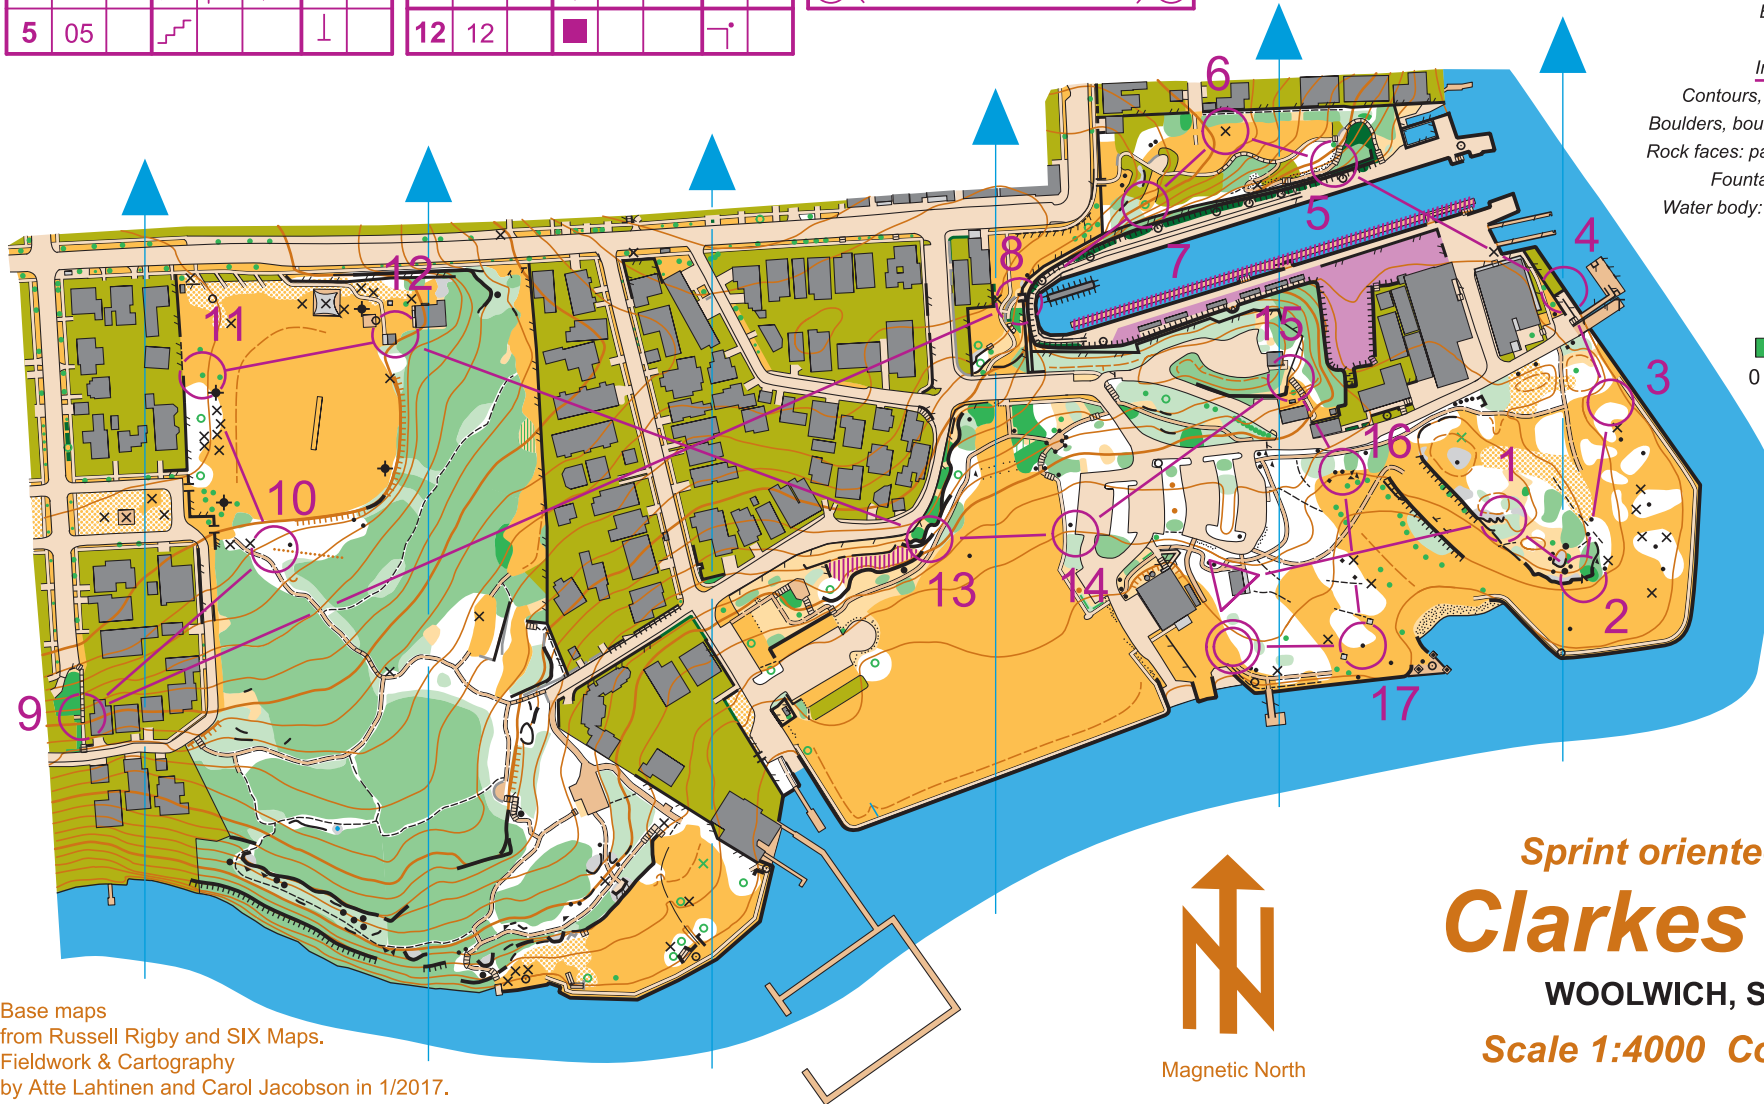 5 05
12 12
Contours,
Boulders, bou
Rock faces: pa
Founta
Water body:
6
5
4
7
8
12
11
15
3
16
1
10
13
14
2
9
17
0
Sprint oriente
Clarkes
WOOLWICH, S
Scale 1:4000 Co
Magnetic North
Base maps
from Russell Rigby and SIX Maps.
Fieldwork & Cartography
by Atte Lahtinen and Carol Jacobson in 1/2017.